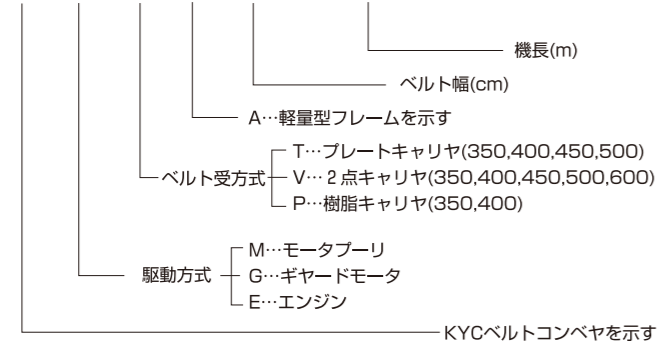 機長(m)
ベルト幅(cm)
A…軽量型フレームを示す
T…プレートキャリヤ(350,400,450,500)
ベルト受方式
V…2点キャリヤ(350,400,450,500,600)
P…樹脂キャリヤ(350,400)
M…モータプーリ
駆動方式
G…ギヤードモータ
E…エンジン
KYCベルトコンベヤを示す